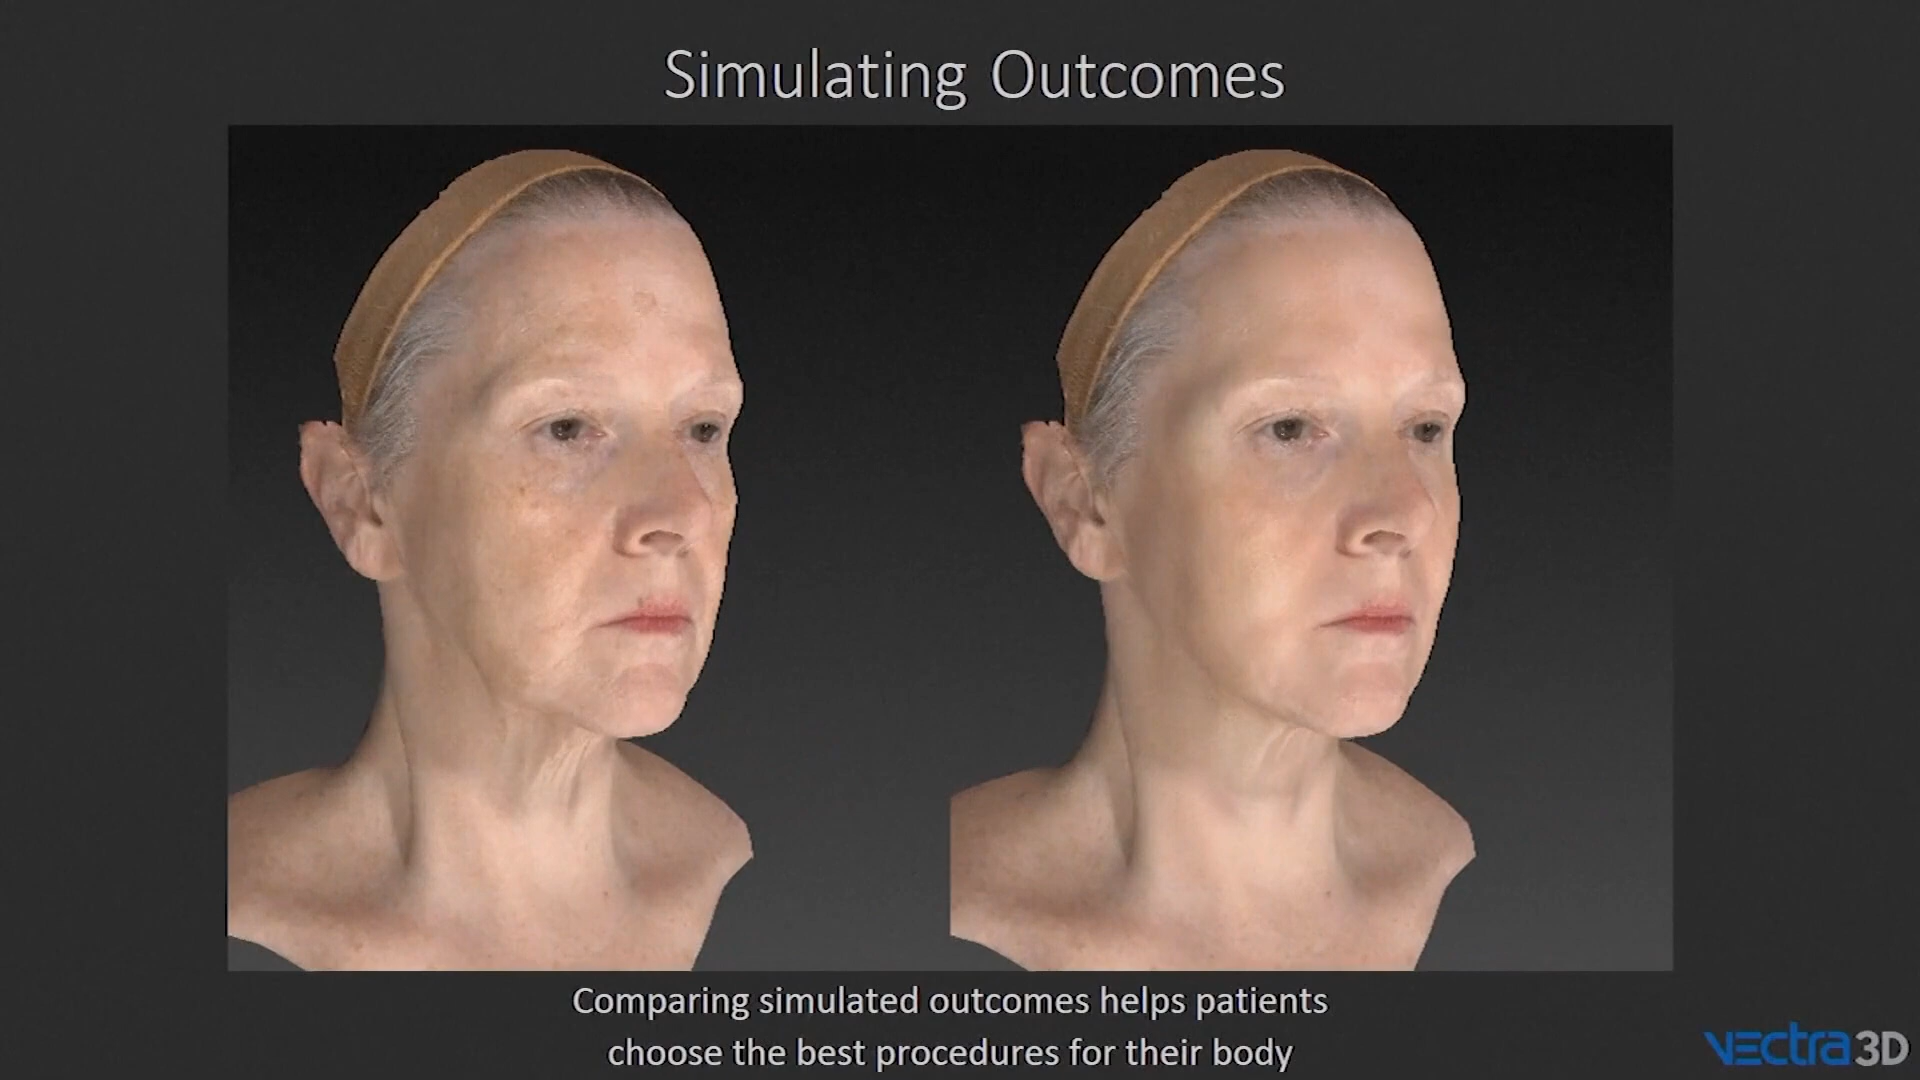 Simulating Outcomes
Comparing simulated outcomes helps patients
choose the best procedures for their body
vectra3D